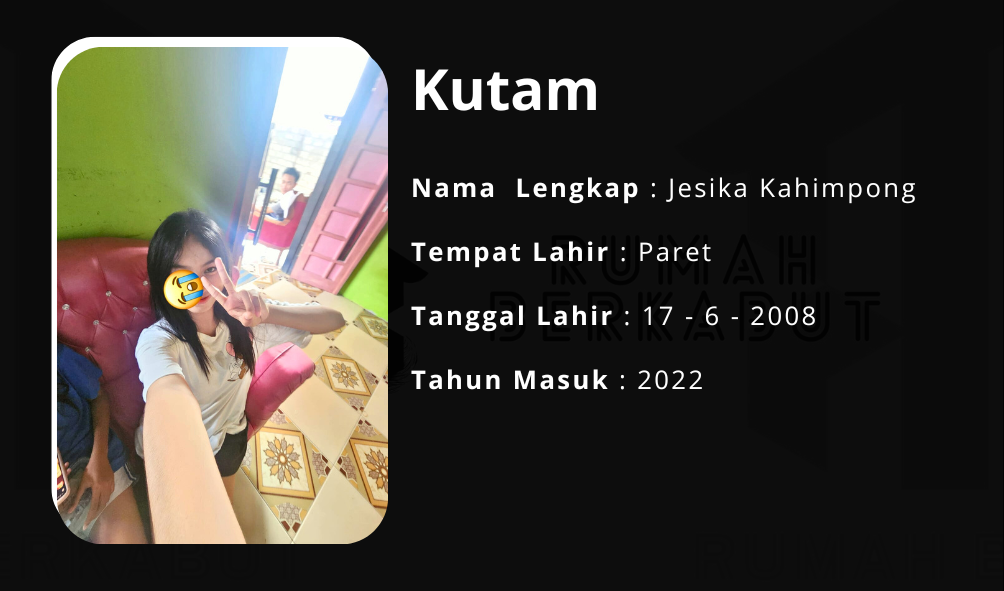 Kutam
Nama Lengkap : Jesika Kahimpong
Tempat Lahir : Paret
RUMAH
Tanggal Lahir : 17 - 6 - 2008
BERKABUT
Tahun Masuk : 2022